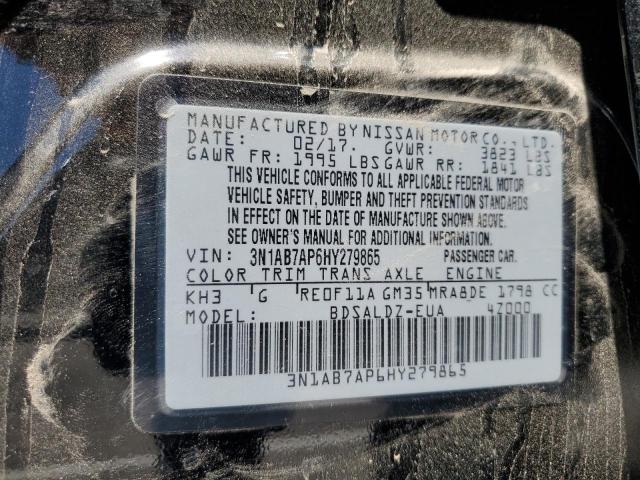 MANUFACTURED BY NISSAN MOTOR CO., LTD.
DATE: 02/17. GVWR: 3823 LBS
GAWR FR: 1995 LBS GAWR RR: 1841 LBS
THIS VEHICLE CONFORMS TO ALL APPLICABLE FEDERAL MOTOR
VEHICLE SAFETY, BUMPER AND THEFT PREVENTION STANDARDS
IN EFFECT ON THE DATE OF MANUFACTURE SHOWN ABOVE.
SEE OWNER'S MANUAL FOR ADDITIONAL INFORMATION.
VIN: 3N1AB7AP6HY279865 PASSENGER CAR.
COLOR TRIM TRANS AXLE ENGINE
KH3 G RE0F11A GM35 MRA8DE 1798 CC
MODEL: BDSALDZ-EUA 4Z000
3N1AB7AP6HY279865